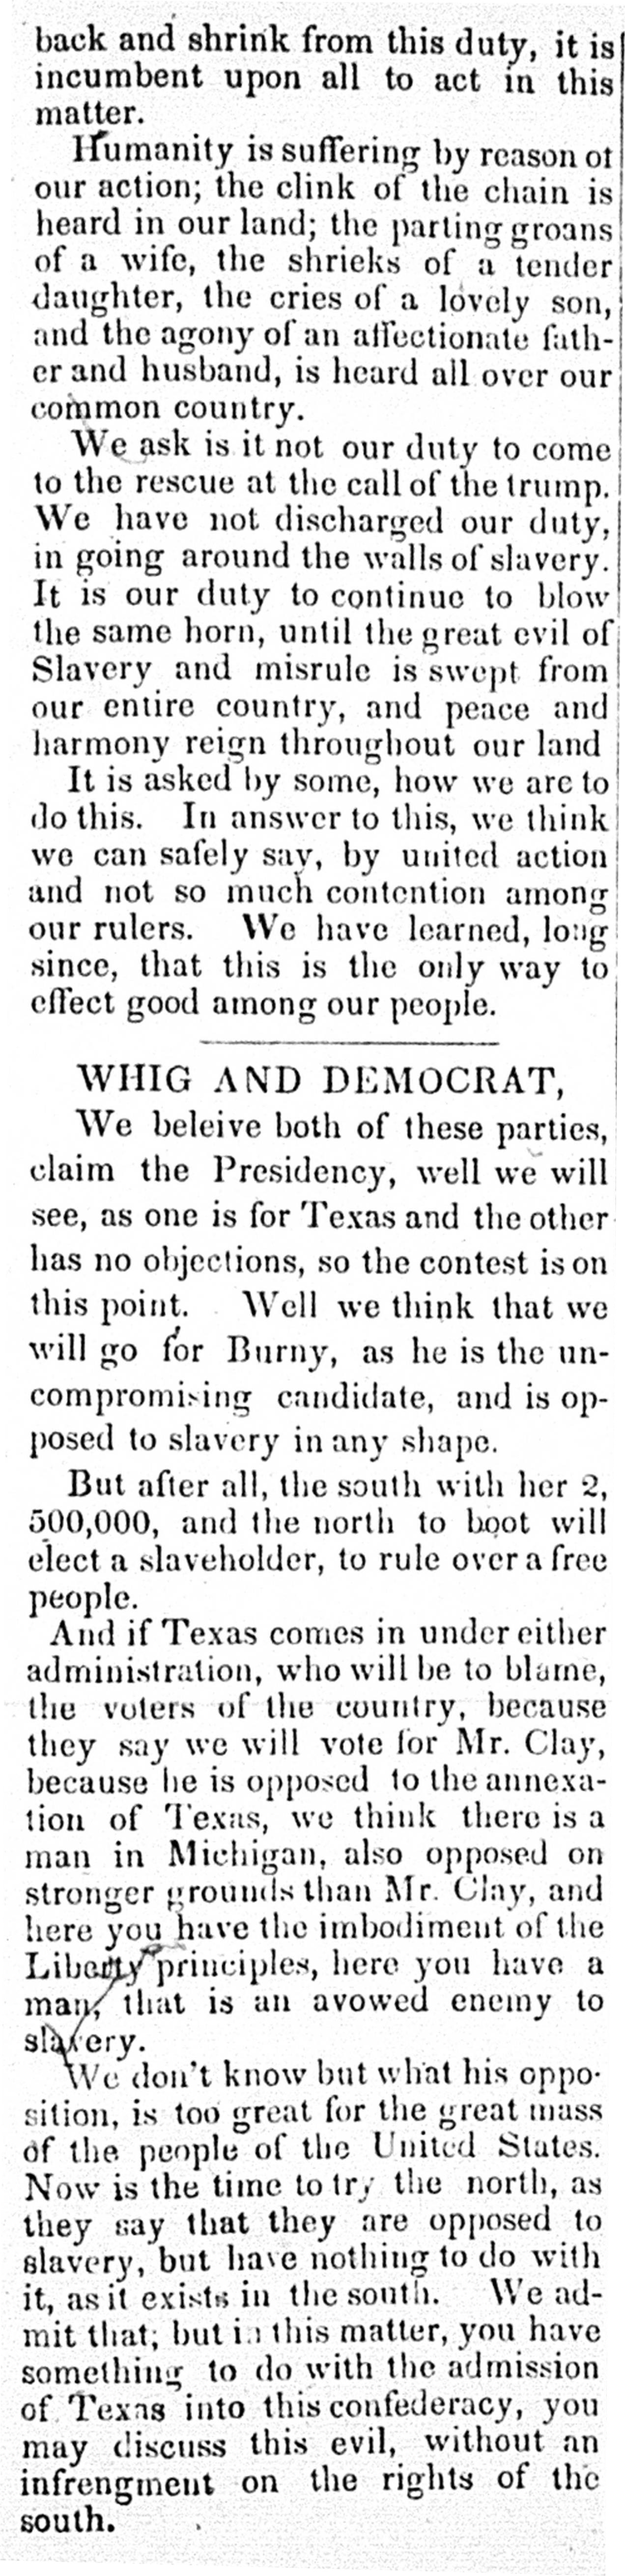 back and shrink from this duty, it is
incumbent upon all to act in this
matter.
Humanity is suffering by reason of
our action; the clink of the chain is
heard in our land; the parting groans
of a wife, the shrieks of a tender
daughter, the cries of a lovely son,
and the agony of an affectionate fath-
er and husband, is heard all over our
common country.
We ask is it not our duty to come
to the rescue at the call of the trump.
We have not discharged our duty,
in going around the walls of slavery.
It is our duty to continue to blow
the same horn, until the great evil of
Slavery and misrule is swept from
our entire country, and peace and
harmony reign throughout our land
It is asked by some, how we are to
do this. In answer to this, we think
we can safely say, by united action
and not so much contention among
our rulers. We have learned, long
since, that this is the only way to
effect good among our people.
WHIG AND DEMOCRAT,
We beleive both of these parties,
claim the Presidency, well we will
see, as one is for Texas and the other
has no objections, so the contest is on
this point. Well we think that we
will go for Burny, as he is the un-
compromising candidate, and is op-
posed to slavery in any shape.
But after all, the south with her 2,
500,000, and the north to boot will
elect a slaveholder, to rule over a free
people.
And if Texas comes in under either
administration, who will be to blame,
the voters of the country, because
they say we will vote for Mr. Clay,
because he is opposed to the annexa-
tion of Texas, we think there is a
man in Michigan, also opposed on
stronger grounds than Mr. Clay, and
here you have the imbodiment of the
Liberty principles, here you have a
man, that is an avowed enemy to
slavery.
We don't know but what his oppo-
sition, is too great for the great mass
of the people of the United States.
Now is the time to try the north, as
they say that they are opposed to
slavery, but have nothing to do with
it, as it exists in the south. We ad-
mit that; but in this matter, you have
something to do with the admission
of Texas into this confederacy, you
may discuss this evil, without an
infrengment on the rights of the
south.